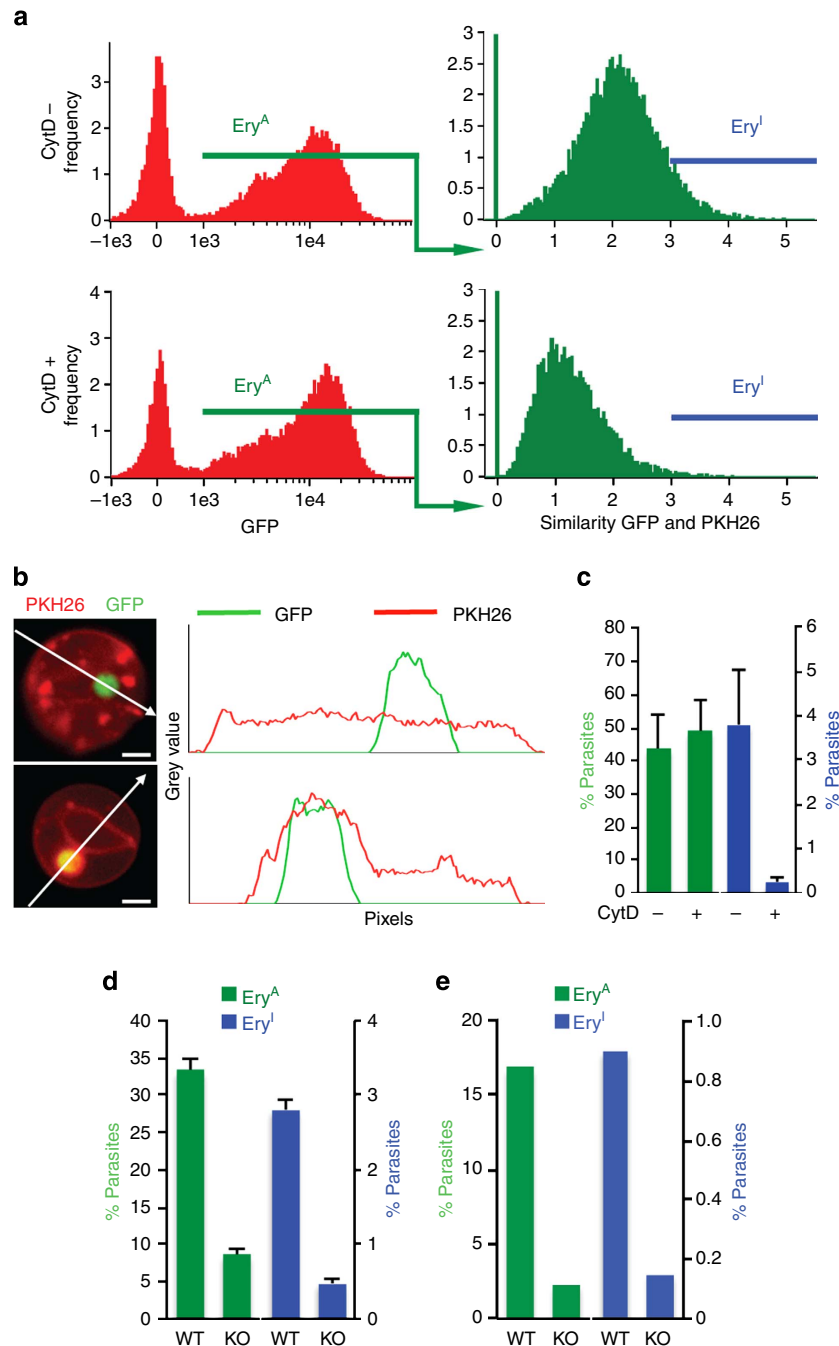 a
CytD –
frequency
3
2
1
0
Ery^A
–1e3 0 1e3 1e4
3
2.5
2
1.5
1
0.5
0
Ery^I
0 1 2 3 4 5
CytD +
frequency
4
3
2
1
0
Ery^A
–1e3 0 1e3 1e4
GFP
3
2.5
2
1.5
1
0.5
0
Ery^I
0 1 2 3 4 5
Similarity GFP and PKH26
b
PKH26 GFP
GFP PKH26
Grey value
Pixels
c
% Parasites
80
70
60
50
40
30
20
10
0
6
5
4
3
2
1
0
% Parasites
CytD – + – +
d
Ery^A
Ery^I
% Parasites
40
35
30
25
20
15
10
5
0
4
3
2
1
0
% Parasites
WT KO WT KO
e
Ery^A
Ery^I
% Parasites
20
15
10
5
0
1.0
0.8
0.6
0.4
0.2
0
% Parasites
WT KO WT KO